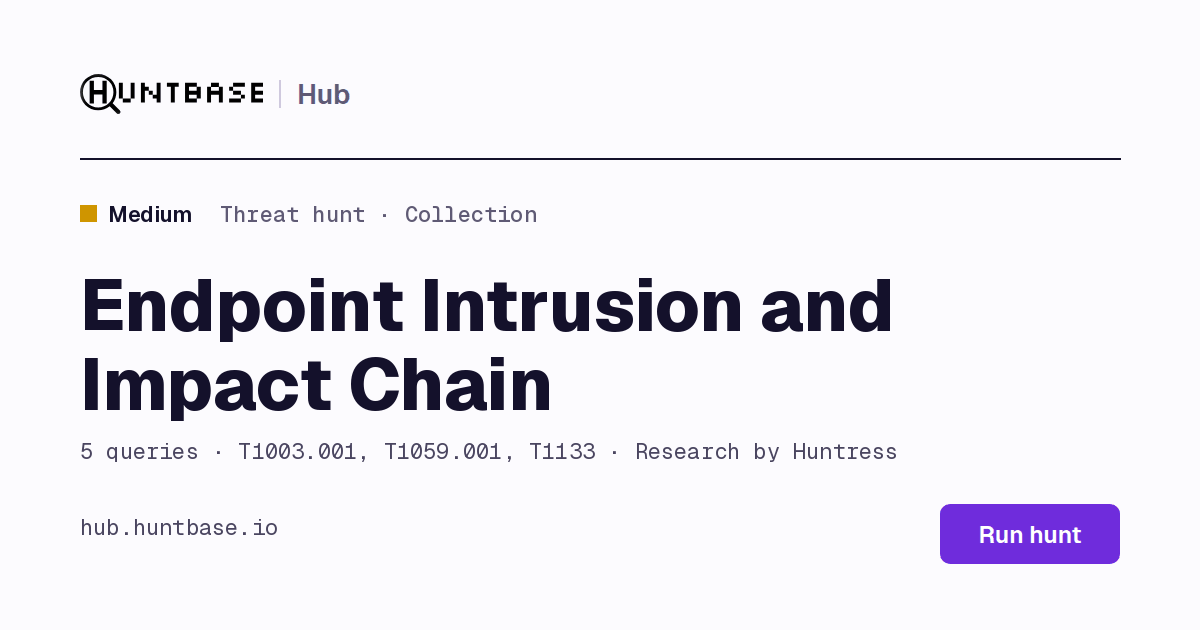 HUNTBASE | Hub
Medium Threat hunt · Collection
Endpoint Intrusion and
Impact Chain
5 queries · T1003.001, T1059.001, T1133 · Research by Huntress
hub.huntbase.io
Run hunt